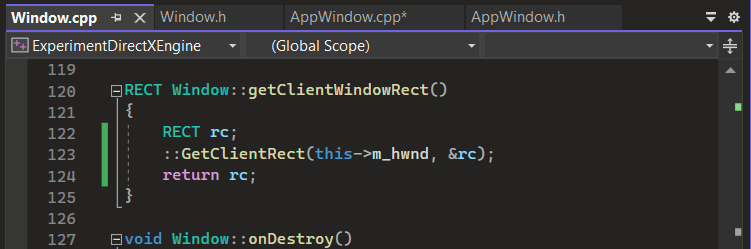 Window.cpp Window.h AppWindow.cpp* AppWindow.h
ExperimentDirectXEngine (Global Scope)
119
120 RECT Window::getClientWindowRect()
121 {
122 RECT rc;
123 ::GetClientRect(this->m_hwnd, &rc);
124 return rc;
125 }
126
127 void Window::onDestroy()